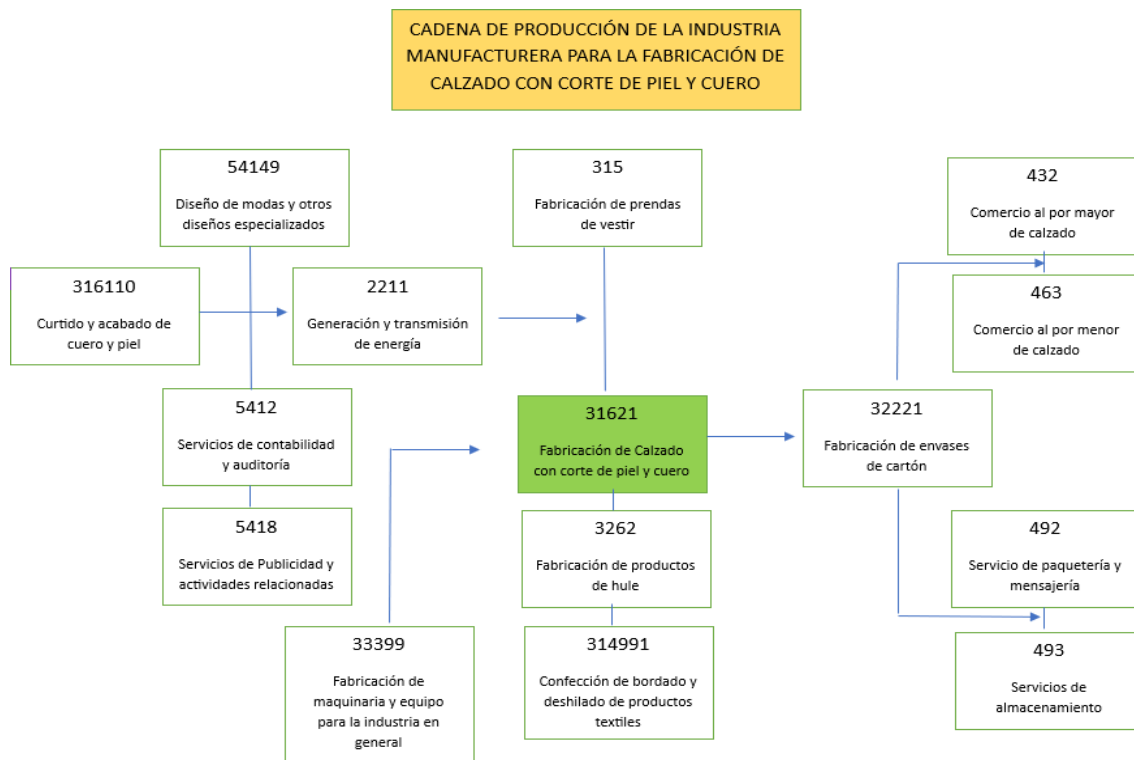 CADENA DE PRODUCCIÓN DE LA INDUSTRIA
MANUFACTURERA PARA LA FABRICACIÓN DE
CALZADO CON CORTE DE PIEL Y CUERO
54149
Diseño de modas y otros
diseños especializados
315
Fabricación de prendas
de vestir
432
Comercio al por mayor
de calzado
316110
Curtido y acabado de
cuero y piel
2211
Generación y transmisión
de energía
463
Comercio al por menor
de calzado
5412
Servicios de contabilidad
y auditoría
31621
Fabricación de Calzado
con corte de piel y cuero
32221
Fabricación de envases
de cartón
5418
Servicios de Publicidad y
actividades relacionadas
3262
Fabricación de productos
de hule
492
Servicio de paquetería y
mensajería
33399
Fabricación de
maquinaria y equipo
para la industria en
general
314991
Confección de bordado y
deshilado de productos
textiles
493
Servicios de
almacenamiento